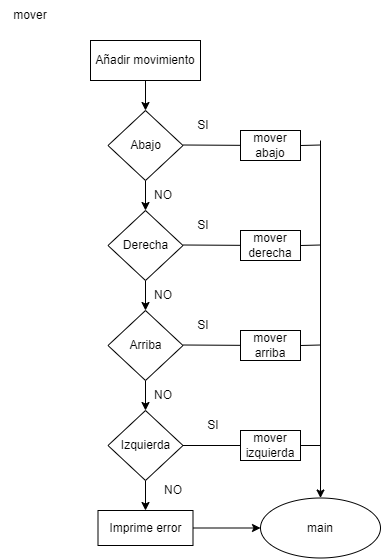 mover
Añadir movimiento
SI
Abajo
mover
abajo
NO
SI
Derecha
mover
derecha
NO
SI
Arriba
mover
arriba
NO
SI
Izquierda
mover
izquierda
NO
Imprime error
main